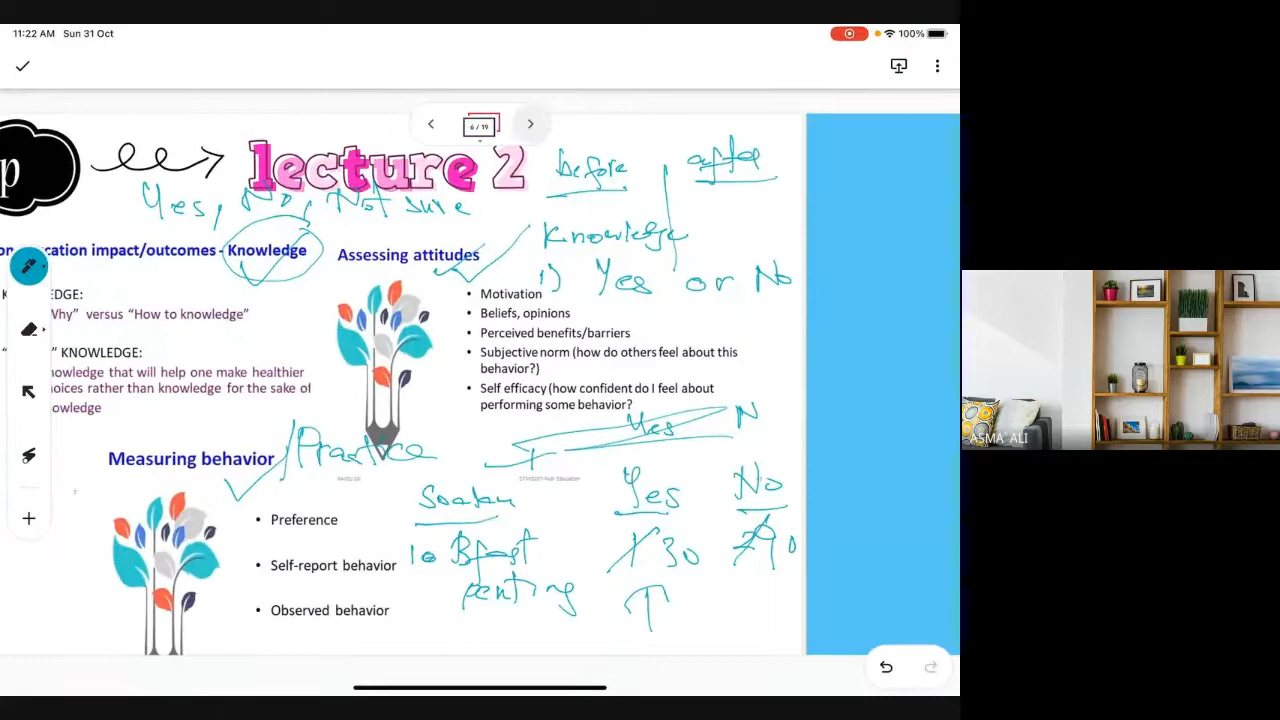 11:22 AM Sun 31 Oct
100%
6 / 19
p
lecture 2
before
after
Yes, No, Not sure
Knowledge
1) Yes or No
on
cation impact/outcomes - Knowledge
K
EDGE:
Why" versus "How to knowledge"
"
" KNOWLEDGE:
nowledge that will help one make healthier
oices rather than knowledge for the sake of
owledge
Assessing attitudes
• Motivation
• Beliefs, opinions
• Perceived benefits/barriers
• Subjective norm (how do others feel about this
behavior?)
• Self efficacy (how confident do I feel about
performing some behavior?
Yes N
Practice
Measuring behavior
• Preference
• Self-report behavior
• Observed behavior
Yes No
30
ASMA' ALI